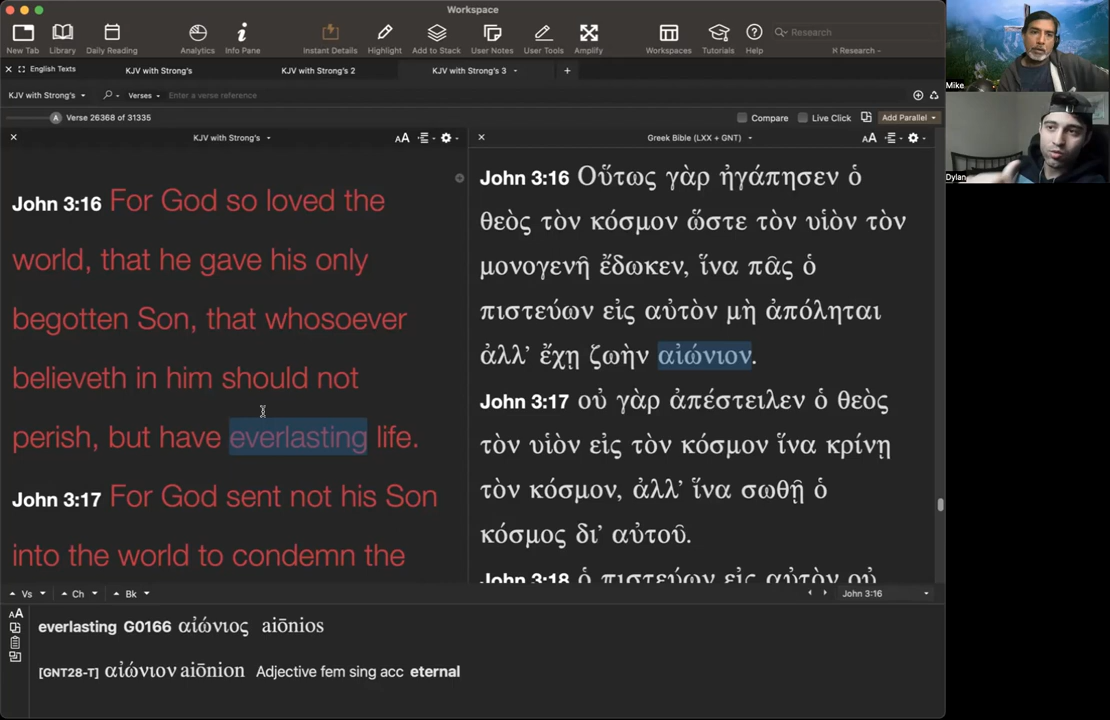 Workspace
New Tab Library Daily Reading Analytics Info Pane Instant Details Highlight Add to Stack User Notes User Tools Amplify Workspaces Tutorials Help Research
Research
English Texts KJV with Strong's KJV with Strong's 2 KJV with Strong's 3
KJV with Strong's Verses Enter a verse reference
A Verse 26368 of 31335 Compare Live Click Add Parallel
KJV with Strong's
John 3:16 For God so loved the
world, that he gave his only
begotten Son, that whosoever
believeth in him should not
perish, but have everlasting life.
John 3:17 For God sent not his Son
into the world to condemn the
Greek Bible (LXX + GNT)
John 3:16 Οὕτως γὰρ ἠγάπησεν ὁ
θεὸς τὸν κόσμον ὥστε τὸν υἱὸν τὸν
μονογενῆ ἔδωκεν, ἵνα πᾶς ὁ
πιστεύων εἰς αὐτὸν μὴ ἀπόληται
ἀλλ’ ἔχῃ ζωὴν αἰώνιον.
John 3:17 οὐ γὰρ ἀπέστειλεν ὁ θεὸς
τὸν υἱὸν εἰς τὸν κόσμον ἵνα κρίνῃ
τὸν κόσμον, ἀλλ’ ἵνα σωθῇ ὁ
κόσμος δι’ αὐτοῦ.
John 3:18 ὁ πιστεύων εἰς αὐτὸν οὐ
Vs Ch Bk John 3:16
everlasting G0166 αἰώνιος aiōnios
[GNT28-T] αἰώνιον aiōnion Adjective fem sing acc eternal
Mike
Dylan